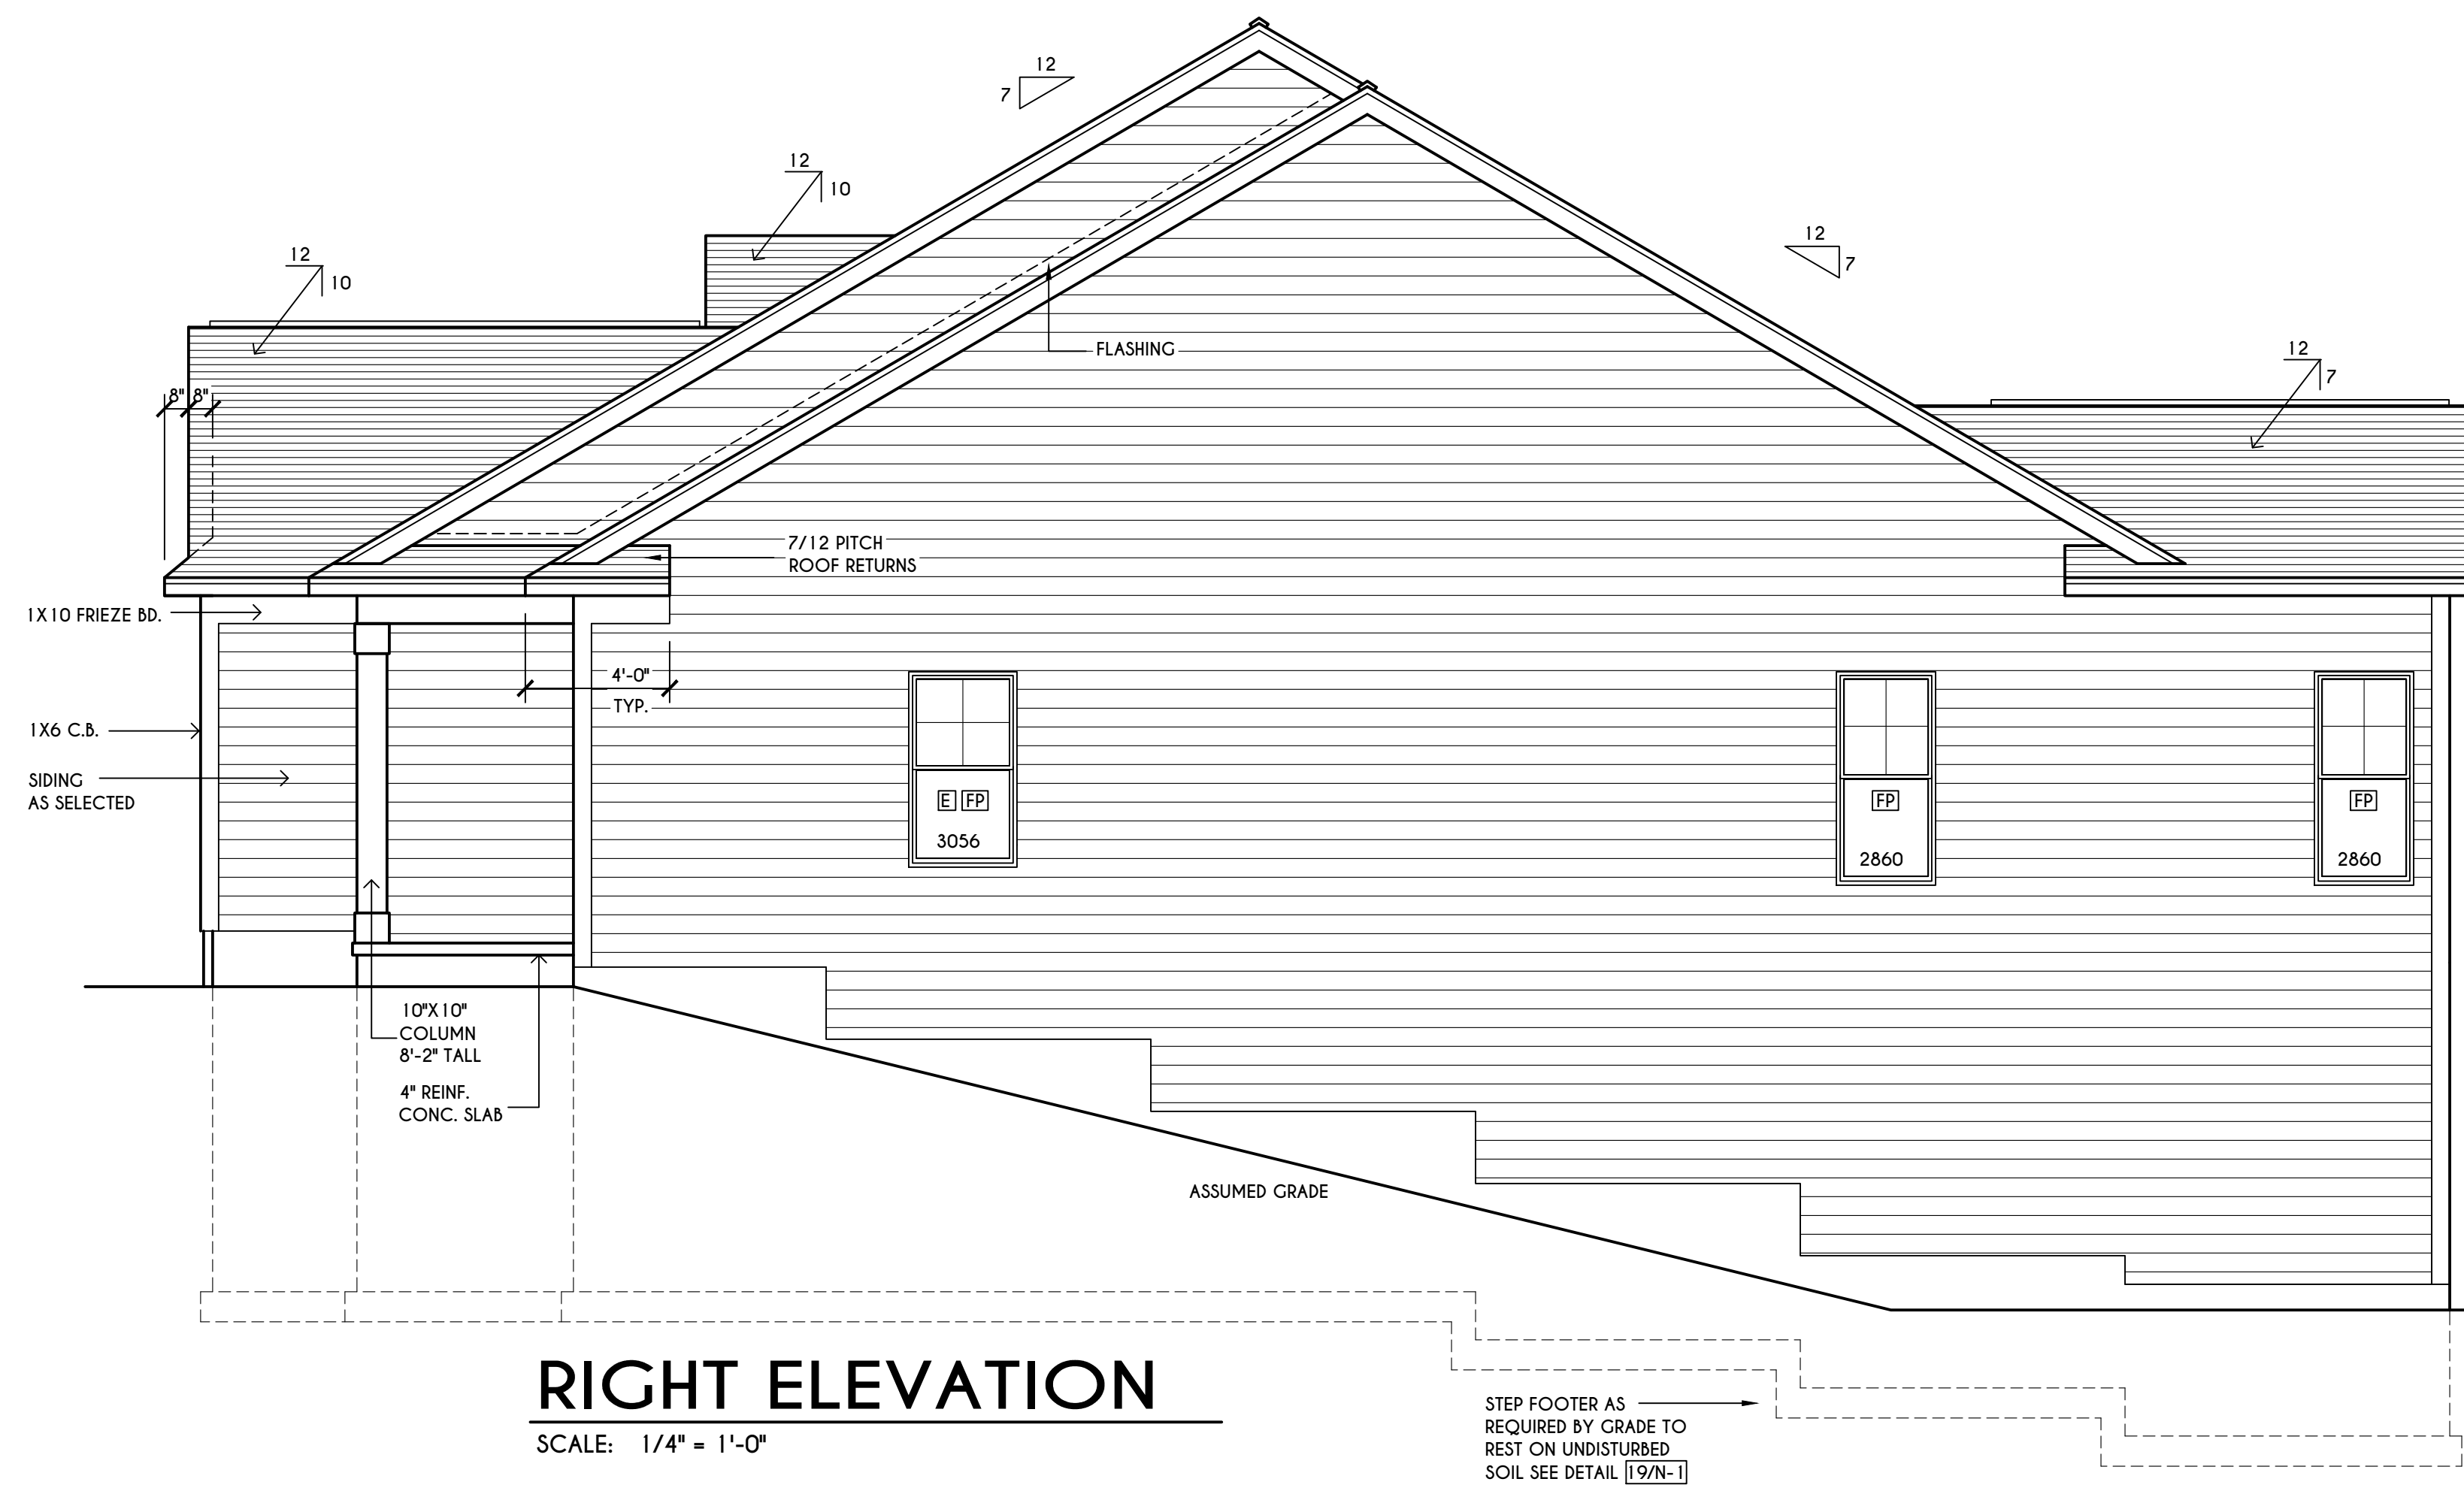 12
7
12
10
12
10
12
7
12
7
FLASHING
8" 8"
7/12 PITCH
ROOF RETURNS
1X10 FRIEZE BD.
4'-0"
TYP.
1X6 C.B.
SIDING
AS SELECTED
E FP
3056
FP
2860
FP
2860
10"X10"
COLUMN
8'-2" TALL
4" REINF.
CONC. SLAB
ASSUMED GRADE
RIGHT ELEVATION
SCALE: 1/4" = 1'-0"
STEP FOOTER AS
REQUIRED BY GRADE TO
REST ON UNDISTURBED
SOIL SEE DETAIL 19/N-1